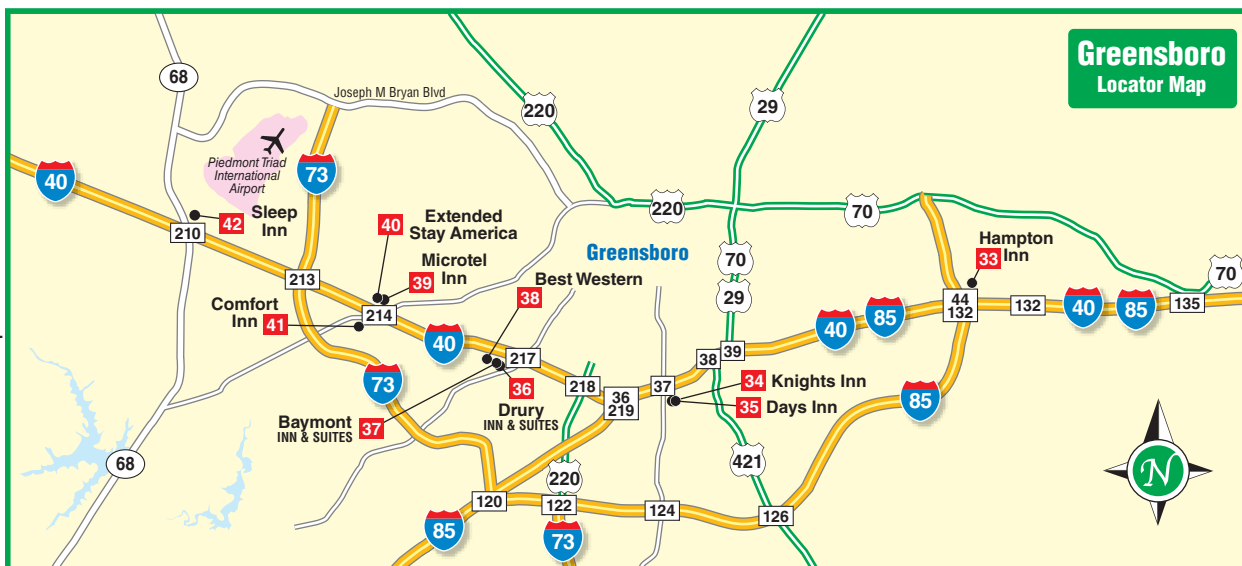 Greensboro
Locator Map
68
Joseph M Bryan Blvd
220
29
Piedmont Triad
International
Airport
73
40
42
Sleep
Inn
210
40
Extended
Stay America
220
70
Greensboro
39
Microtel
Inn
38
Best Western
70
Hampton
Inn
33
70
213
29
44
132
132
40
85
135
Comfort
Inn
41
214
40
85
40
217
38
39
73
36
Drury
INN & SUITES
218
36
219
37
34
Knights Inn
35
Days Inn
85
Baymont
INN & SUITES
37
68
220
421
120
122
124
126
85
73
N